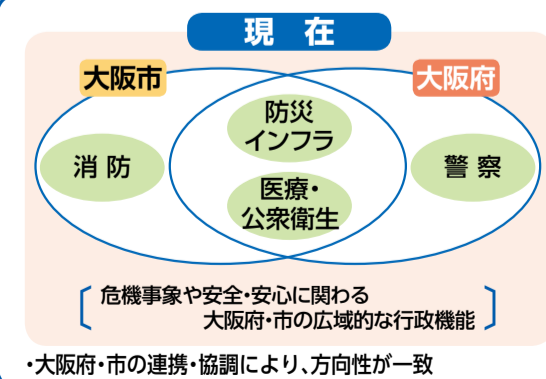 現 在
大阪市
大阪府
防災
インフラ
消 防
警 察
医療・
公衆衛生
危機事象や安全・安心に関わる
大阪府・市の広域的な行政機能
・大阪府・市の連携・協調により、方向性が一致